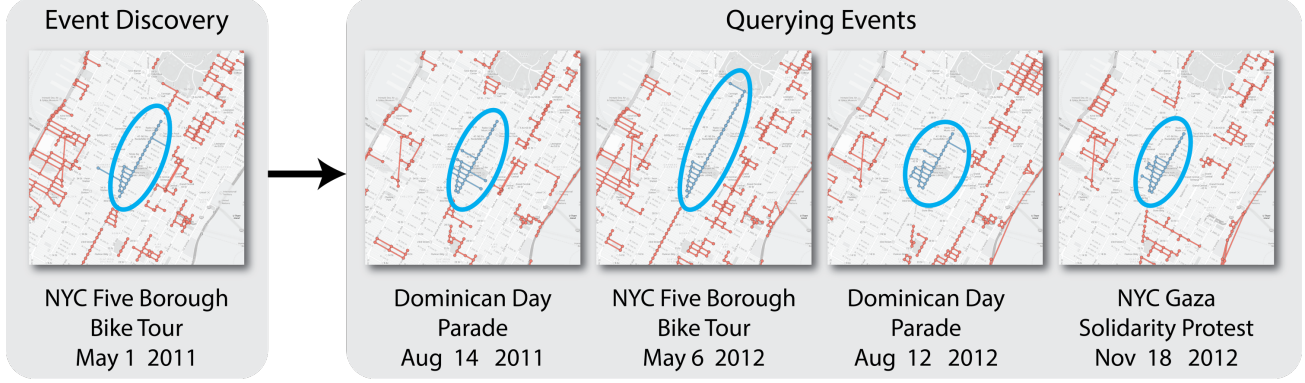 Event Discovery
Querying Events
NYC Five Borough
Bike Tour
May 1 2011
Dominican Day
Parade
Aug 14 2011
NYC Five Borough
Bike Tour
May 6 2012
Dominican Day
Parade
Aug 12 2012
NYC Gaza
Solidarity Protest
Nov 18 2012